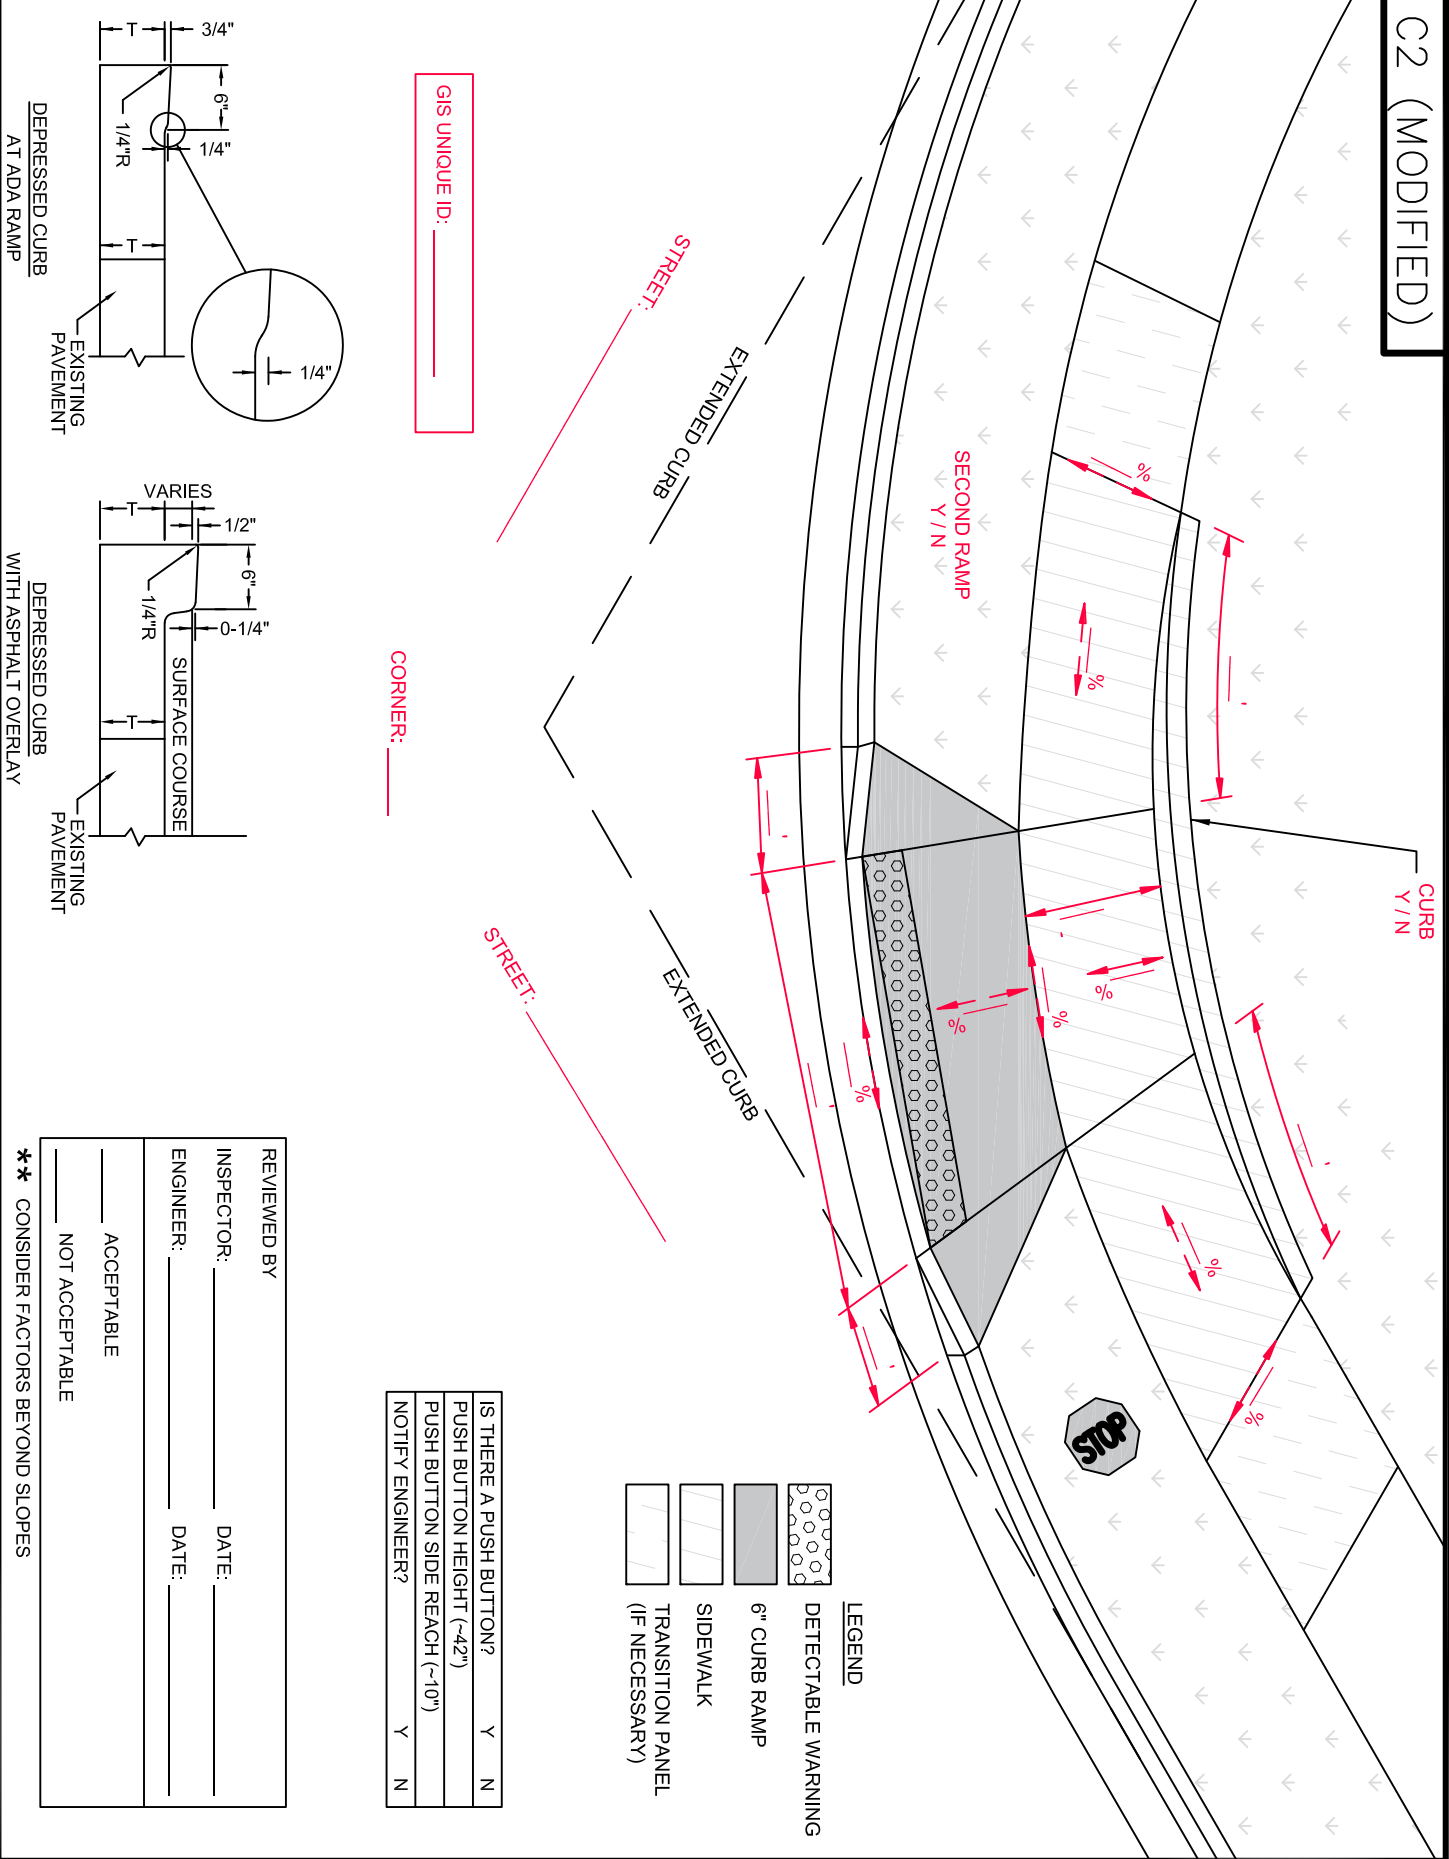 C2 (MODIFIED)
CURB
Y / N
%
'
SECOND RAMP
Y / N
%
'
%
%
%
'
%
%
'
'
%
'
STOP
STREET:
EXTENDED CURB
EXTENDED CURB
STREET:
CORNER:
GIS UNIQUE ID:
LEGEND
DETECTABLE WARNING
6" CURB RAMP
SIDEWALK
TRANSITION PANEL
(IF NECESSARY)
IS THERE A PUSH BUTTON? Y N
PUSH BUTTON HEIGHT (~42")
PUSH BUTTON SIDE REACH (~10")
NOTIFY ENGINEER? Y N
3/4"
T
6"
1/4"
1/4"R
T
1/4"
EXISTING
PAVEMENT
DEPRESSED CURB
AT ADA RAMP
VARIES
T
1/2"
6"
0-1/4"
1/4"R
SURFACE COURSE
T
EXISTING
PAVEMENT
DEPRESSED CURB
WITH ASPHALT OVERLAY
REVIEWED BY
INSPECTOR: DATE:
ENGINEER: DATE:
ACCEPTABLE
NOT ACCEPTABLE
** CONSIDER FACTORS BEYOND SLOPES